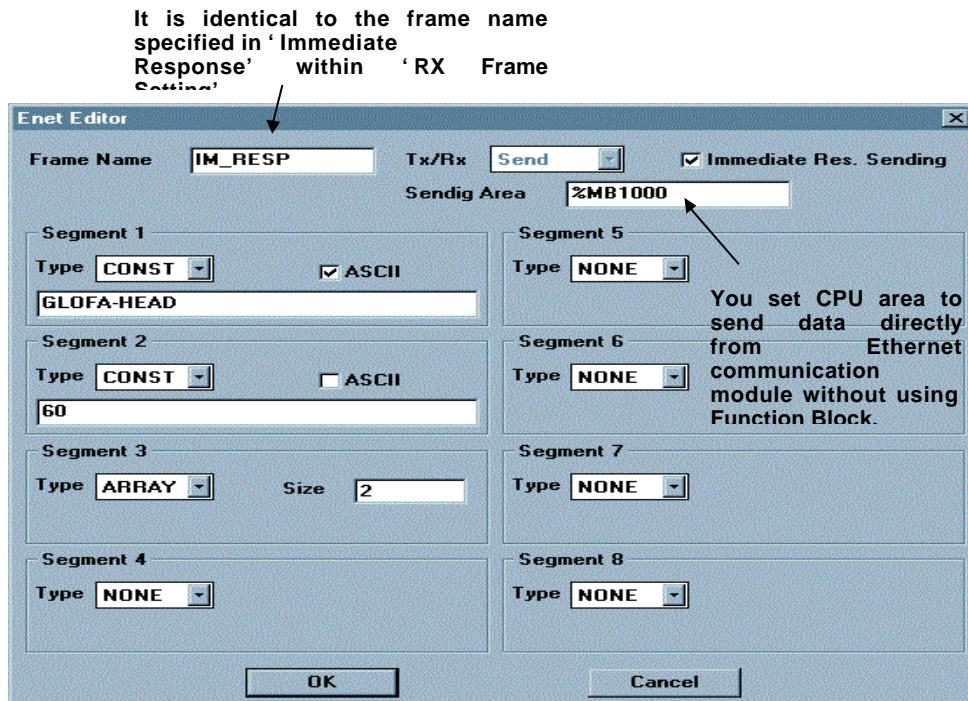 It is identical to the frame name
specified in ‘ Immediate
Response’ within ‘ RX Frame
Setting’
Enet Editor
Frame Name IM_RESP Tx/Rx Send Immediate Res. Sending
Sendig Area %MB1000
Segment 1
Type CONST ASCII
GLOFA-HEAD
Segment 2
Type CONST ASCII
60
Segment 3
Type ARRAY Size 2
Segment 4
Type NONE
Segment 5
Type NONE
You set CPU area to
send data directly
from Ethernet
communication
module without using
Function Block.
Segment 6
Type NONE
Segment 7
Type NONE
Segment 8
Type NONE
OK Cancel